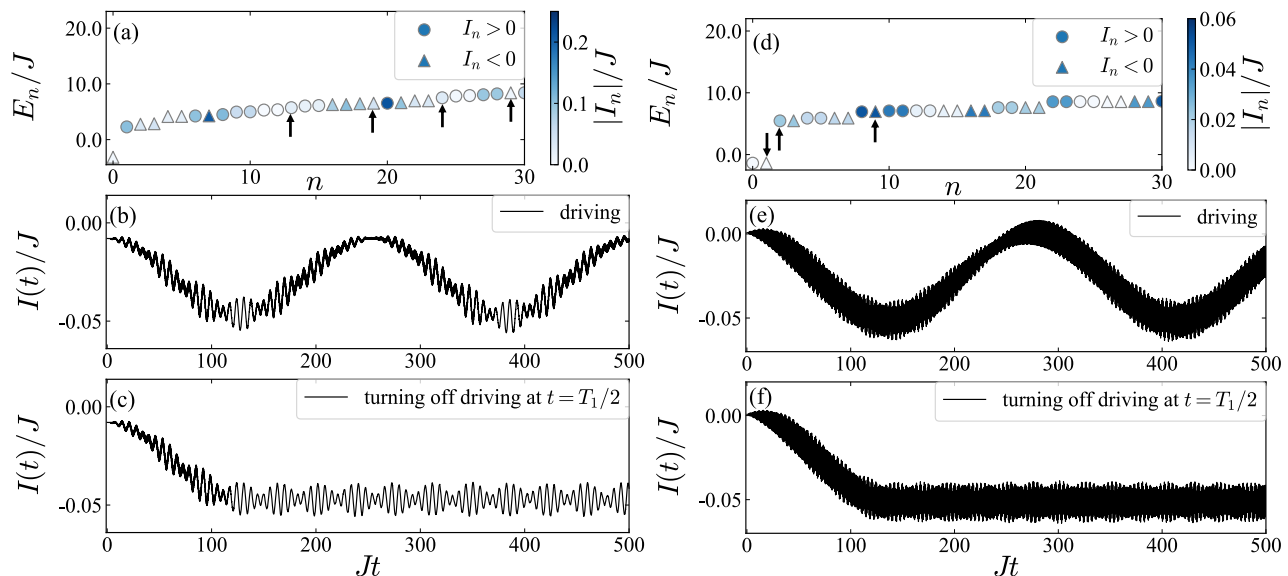 (a)
20.0
10.0
0.0
E_n/J
I_n > 0
I_n < 0
0.2
0.1
0.0
|I_n|/J
0
10
20
30
n
(b)
driving
0.00
-0.05
I(t)/J
0
100
200
300
400
500
(c)
turning off driving at t = T_1/2
0.00
-0.05
I(t)/J
0
100
200
300
400
500
Jt
(d)
20.0
10.0
0.0
E_n/J
I_n > 0
I_n < 0
0.06
0.04
0.02
0.00
|I_n|/J
0
10
20
30
n
(e)
driving
0.00
-0.05
I(t)/J
0
100
200
300
400
500
(f)
turning off driving at t = T_1/2
0.00
-0.05
I(t)/J
0
100
200
300
400
500
Jt